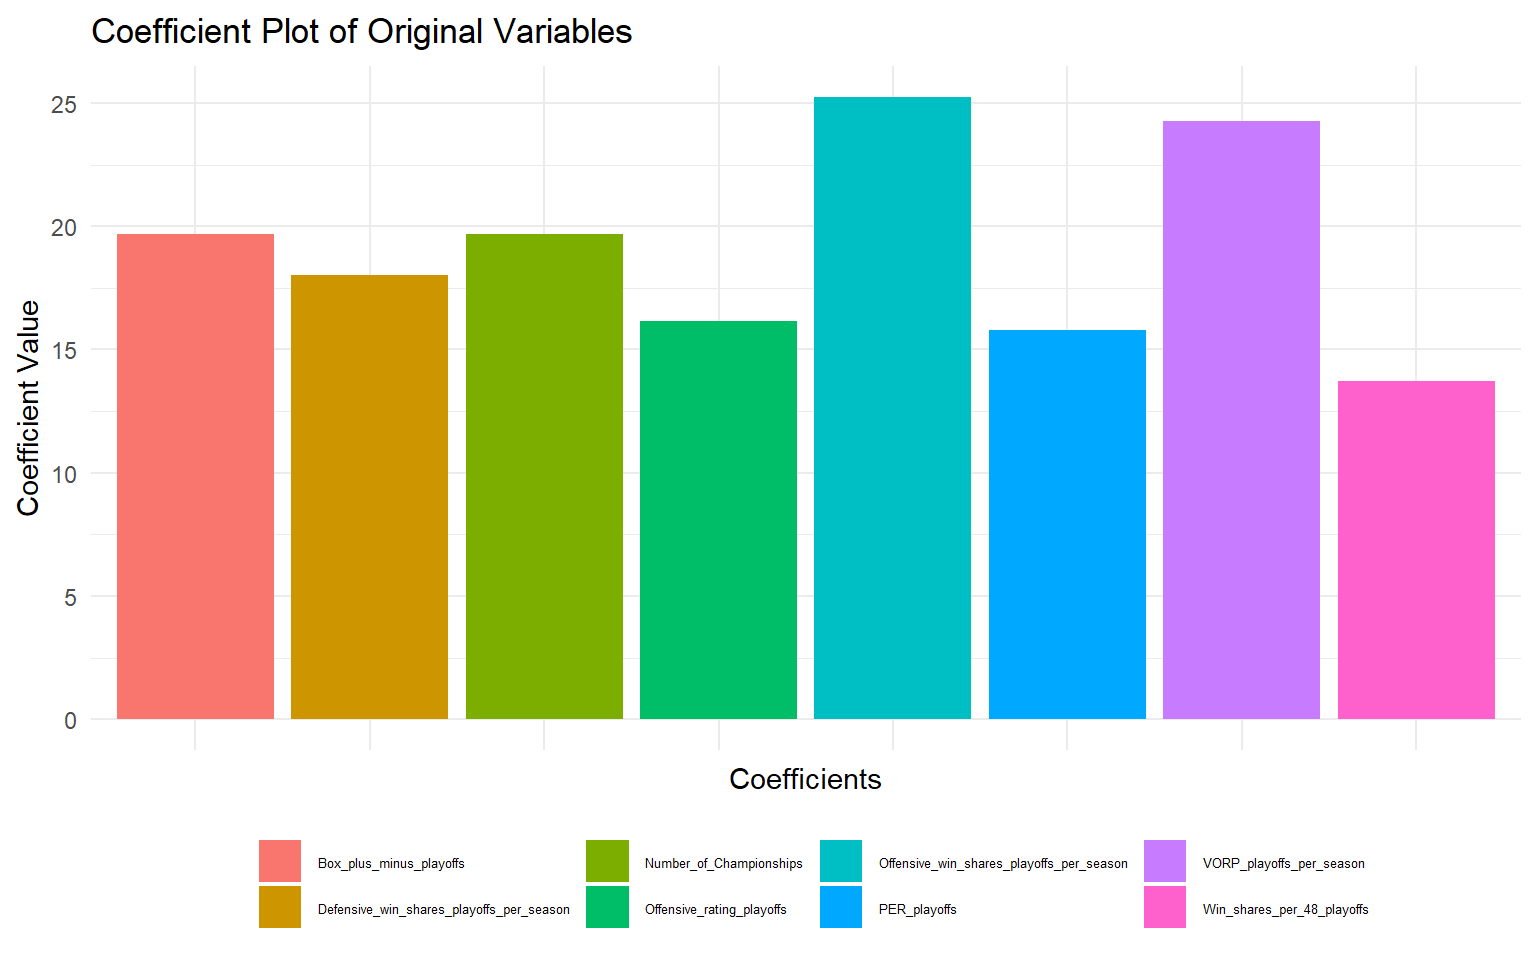 Coefficient Plot of Original Variables
25
20
15
10
5
0
Coefficient Value
Coefficients
Box_plus_minus_playoffs
Number_of_Championships
Offensive_win_shares_playoffs_per_season
VORP_playoffs_per_season
Defensive_win_shares_playoffs_per_season
Offensive_rating_playoffs
PER_playoffs
Win_shares_per_48_playoffs